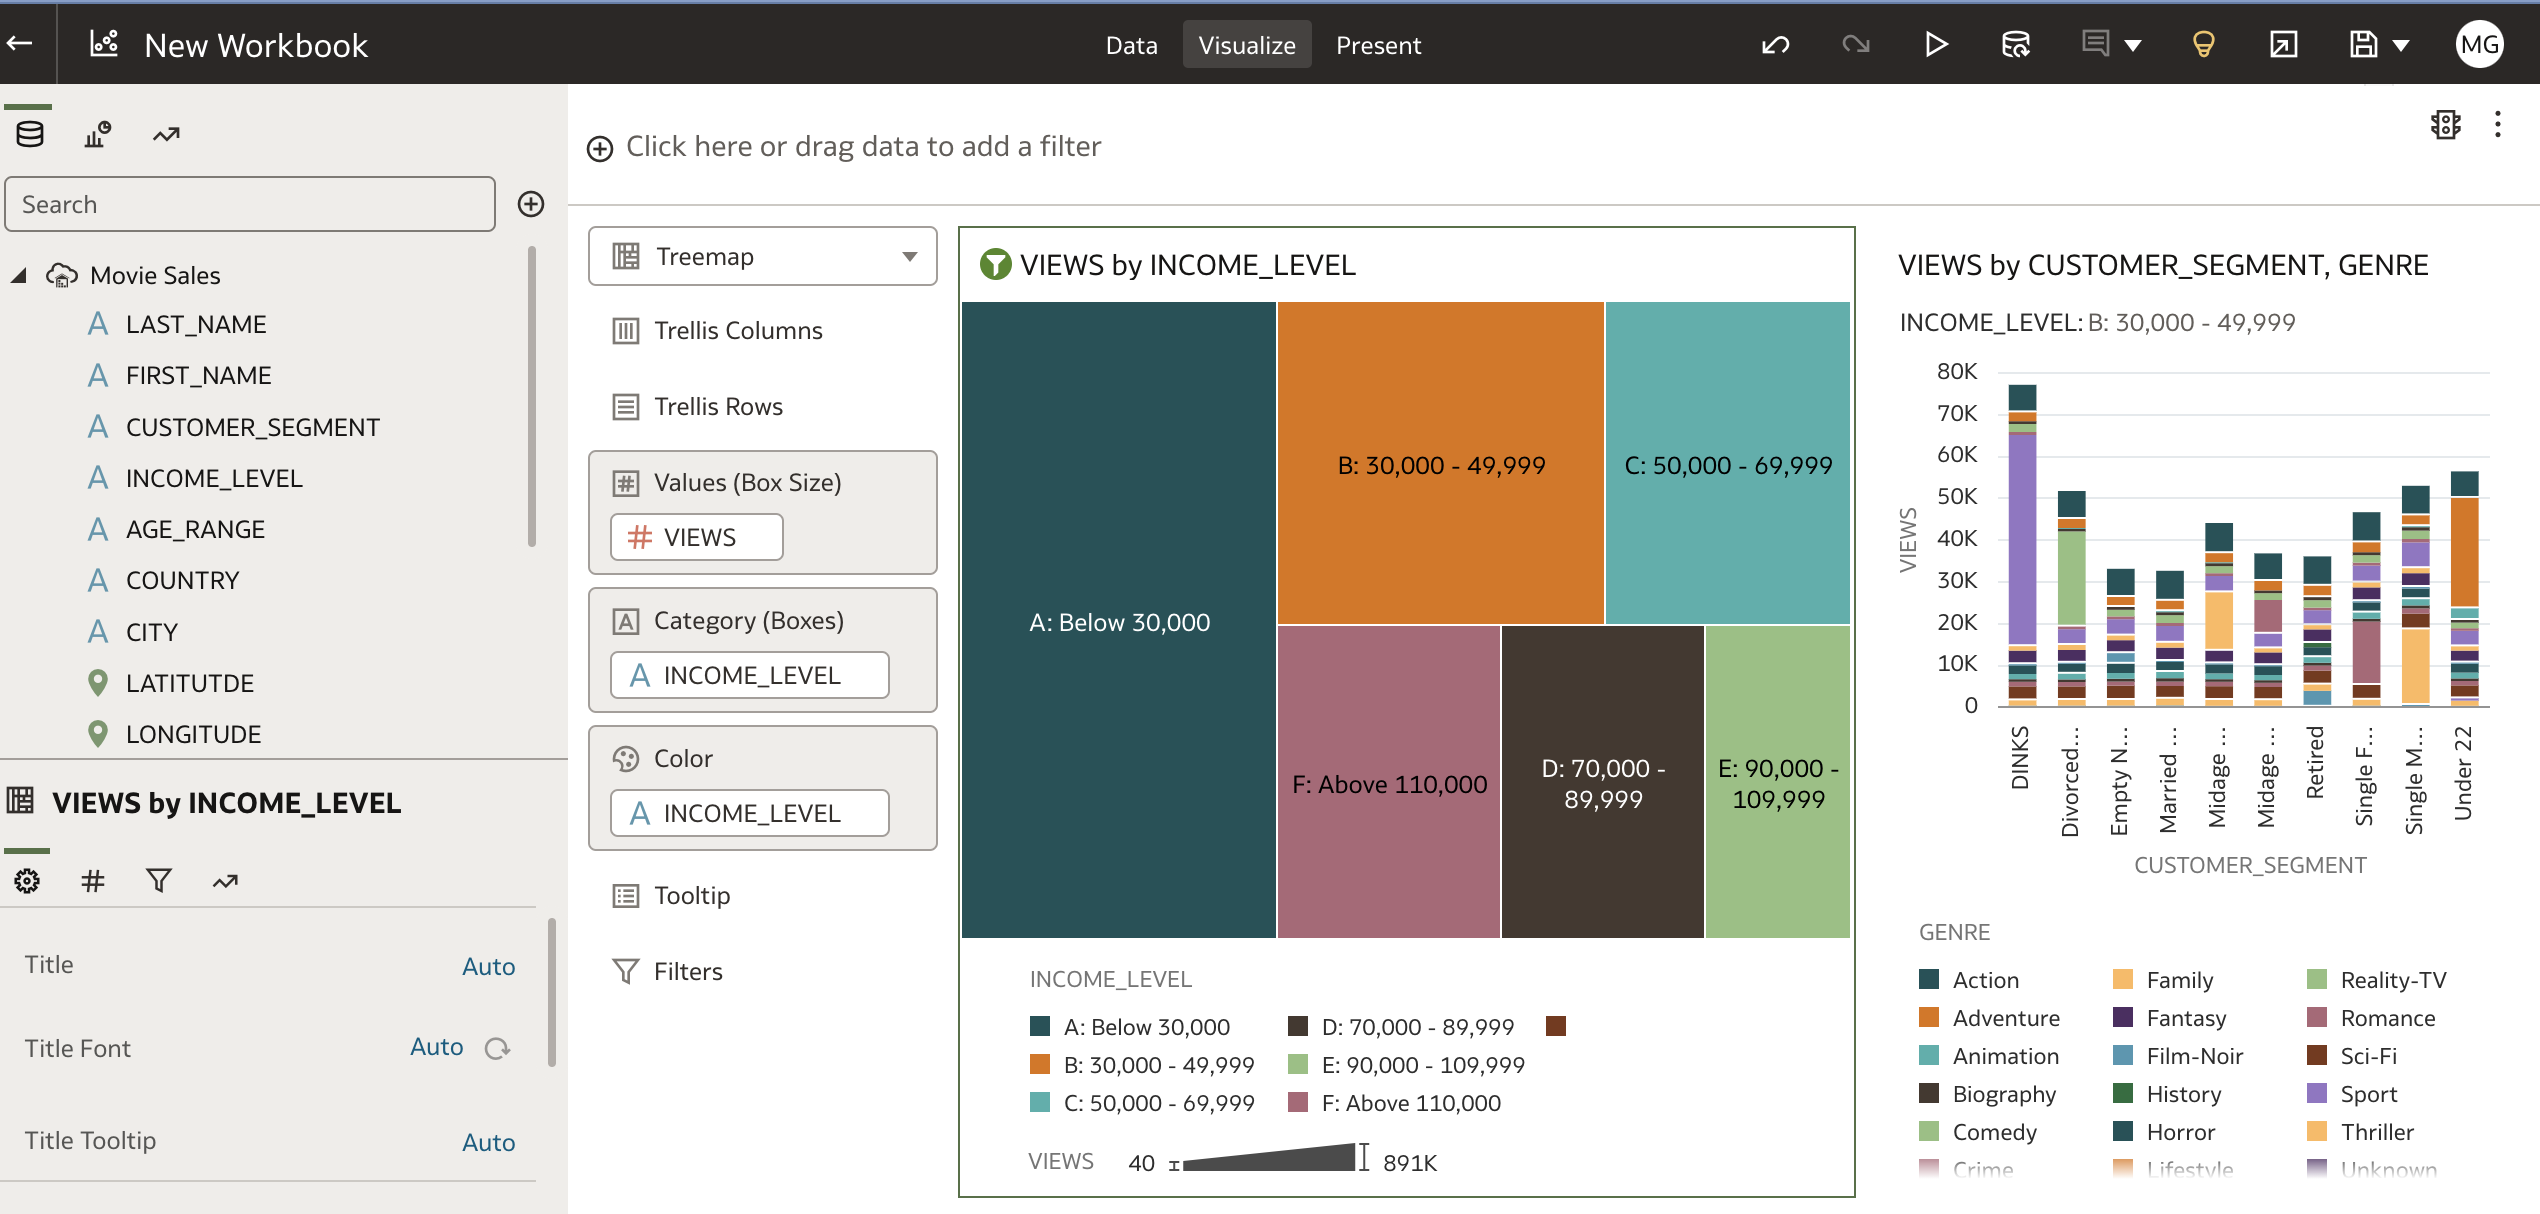 New Workbook
Data
Visualize
Present
MG
Click here or drag data to add a filter
Search
Movie Sales
A LAST_NAME
A FIRST_NAME
A CUSTOMER_SEGMENT
A INCOME_LEVEL
A AGE_RANGE
A COUNTRY
A CITY
LATITUTDE
LONGITUDE
VIEWS by INCOME_LEVEL
#
Title Auto
Title Font Auto
Title Tooltip Auto
Treemap
Trellis Columns
Trellis Rows
# Values (Box Size)
# VIEWS
A Category (Boxes)
A INCOME_LEVEL
Color
A INCOME_LEVEL
Tooltip
Filters
VIEWS by INCOME_LEVEL
A: Below 30,000
B: 30,000 - 49,999
C: 50,000 - 69,999
F: Above 110,000
D: 70,000 -
89,999
E: 90,000 -
109,999
INCOME_LEVEL
A: Below 30,000
B: 30,000 - 49,999
C: 50,000 - 69,999
D: 70,000 - 89,999
E: 90,000 - 109,999
F: Above 110,000
VIEWS 40 891K
VIEWS by CUSTOMER_SEGMENT, GENRE
INCOME_LEVEL: B: 30,000 - 49,999
VIEWS
80K
70K
60K
50K
40K
30K
20K
10K
0
DINKS
Divorced...
Empty N...
Married ...
Midage ...
Midage ...
Retired
Single F...
Single M...
Under 22
CUSTOMER_SEGMENT
GENRE
Action
Adventure
Animation
Biography
Comedy
Crime
Family
Fantasy
Film-Noir
History
Horror
Lifestyle
Reality-TV
Romance
Sci-Fi
Sport
Thriller
Unknown